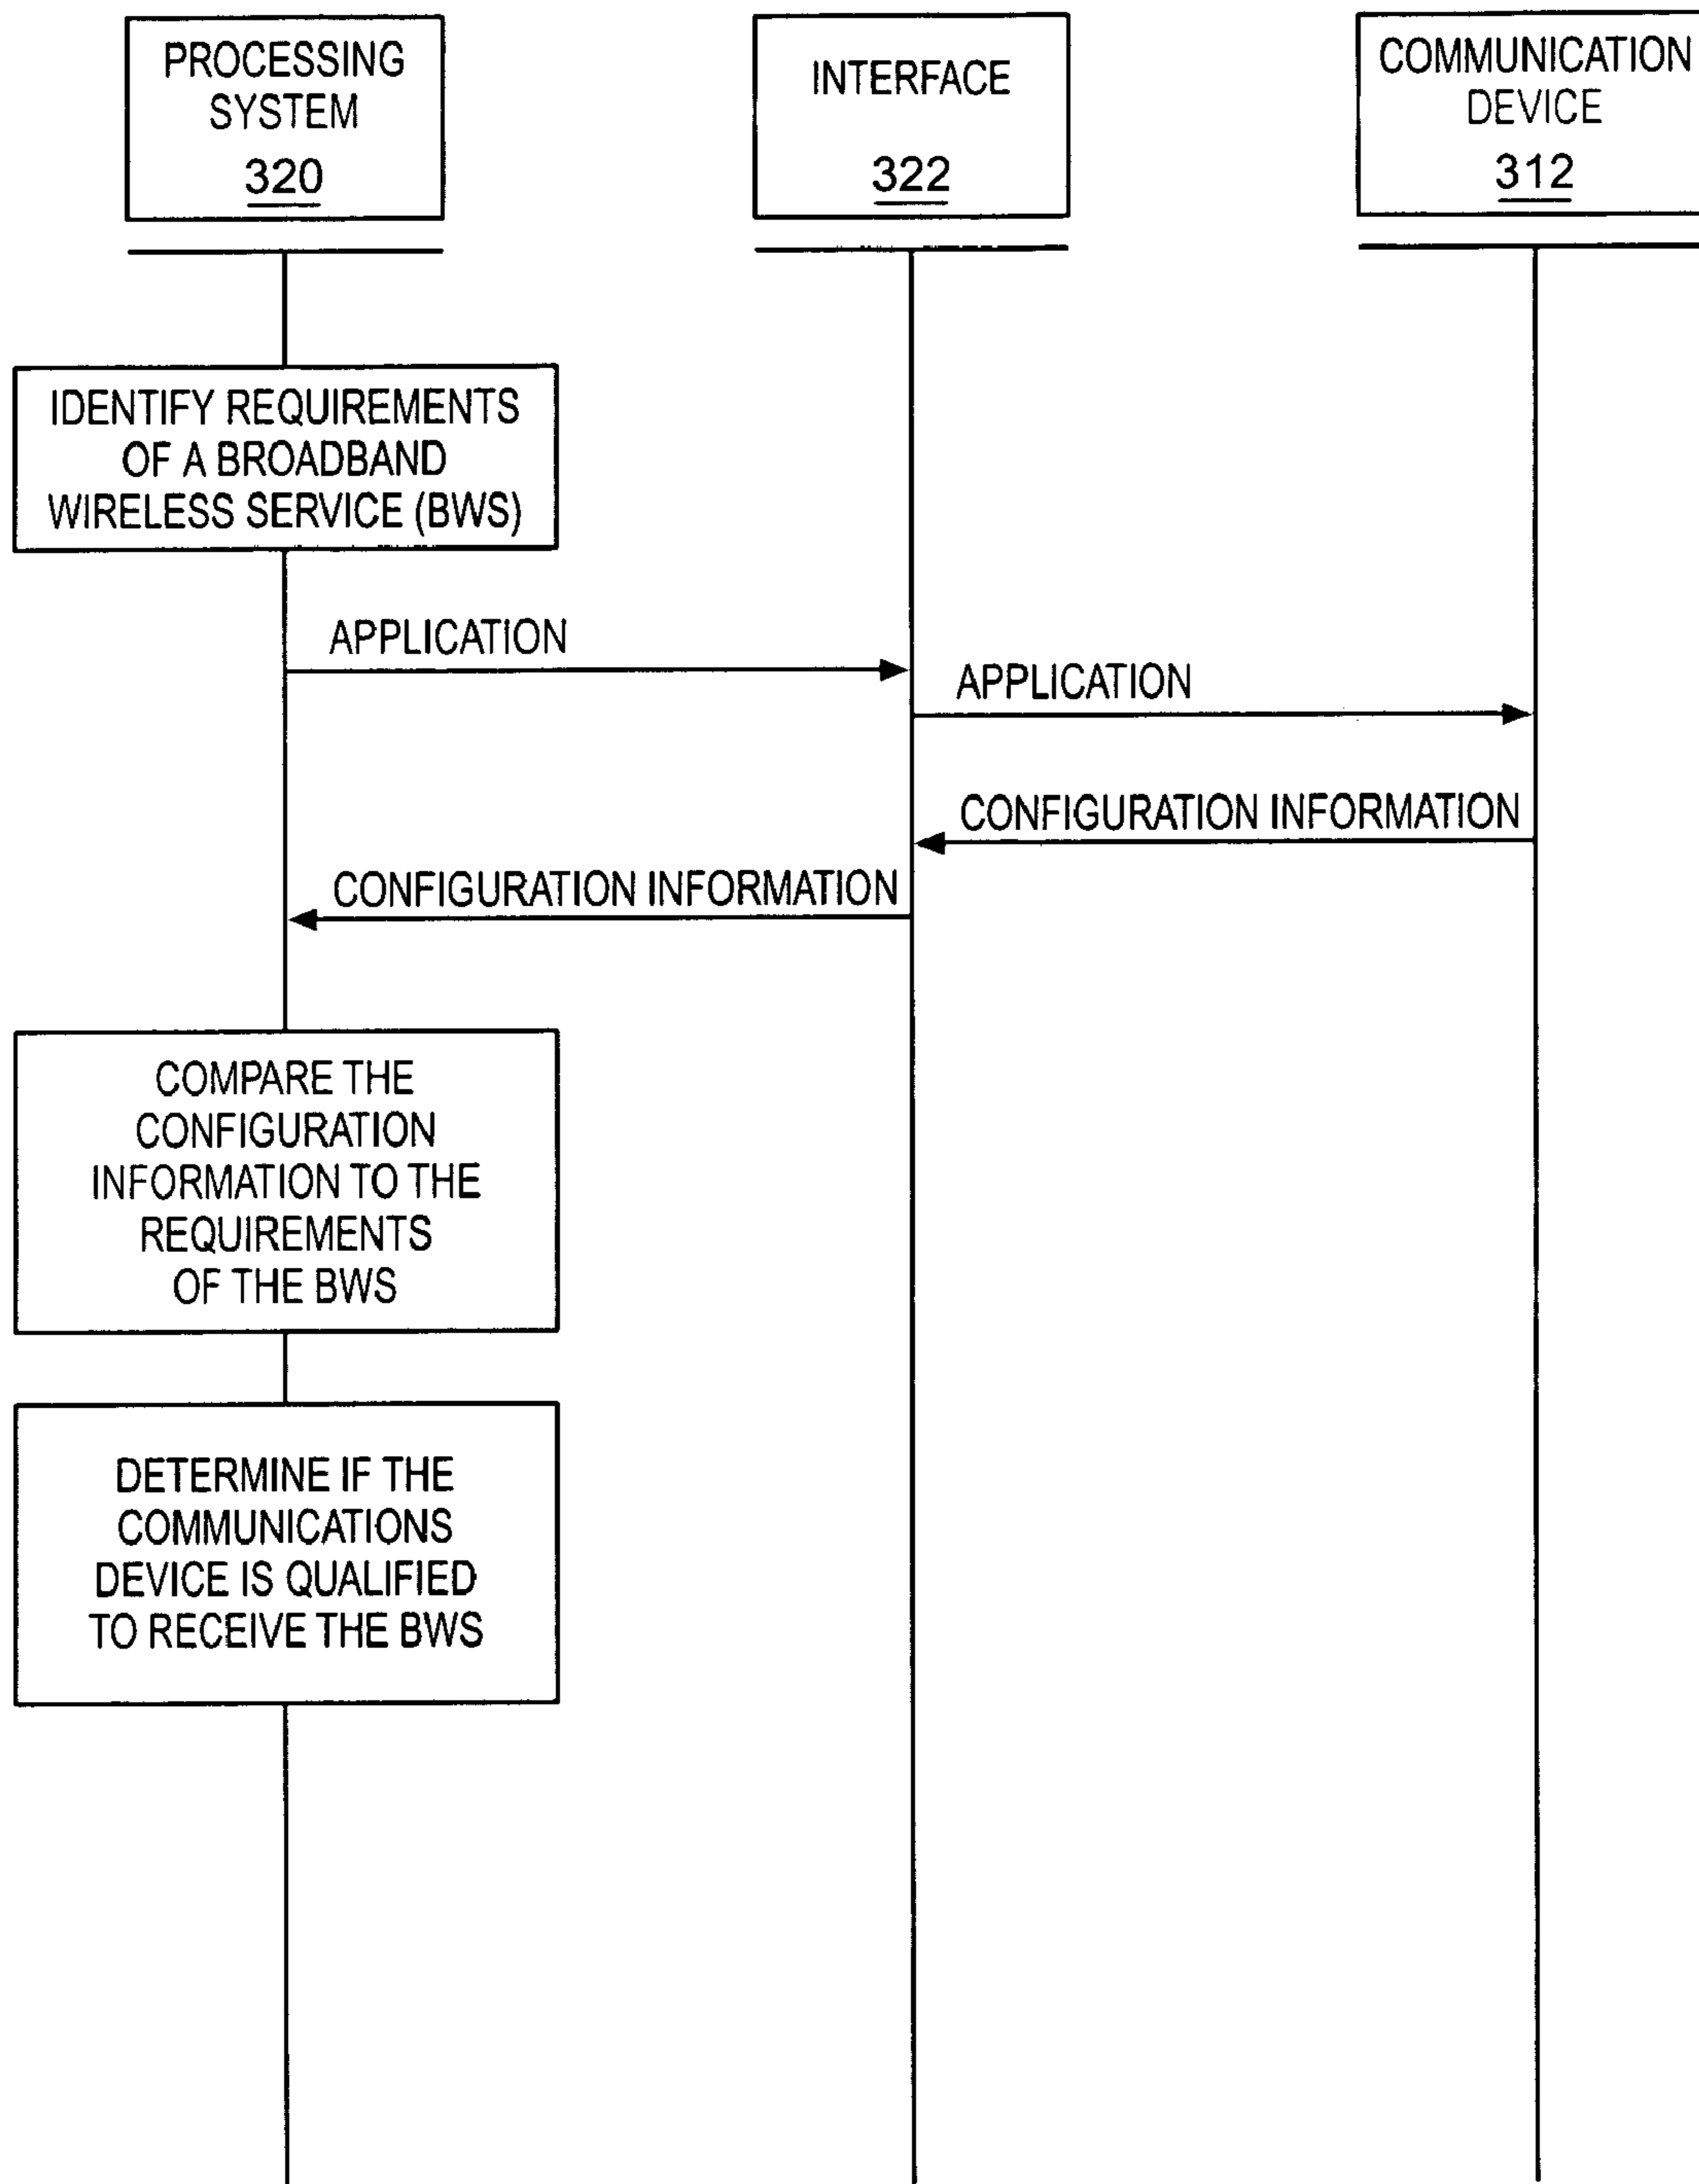 PROCESSING
SYSTEM
320
INTERFACE
322
COMMUNICATION
DEVICE
312
IDENTIFY REQUIREMENTS
OF A BROADBAND
WIRELESS SERVICE (BWS)
APPLICATION
APPLICATION
CONFIGURATION INFORMATION
CONFIGURATION INFORMATION
COMPARE THE
CONFIGURATION
INFORMATION TO THE
REQUIREMENTS
OF THE BWS
DETERMINE IF THE
COMMUNICATIONS
DEVICE IS QUALIFIED
TO RECEIVE THE BWS